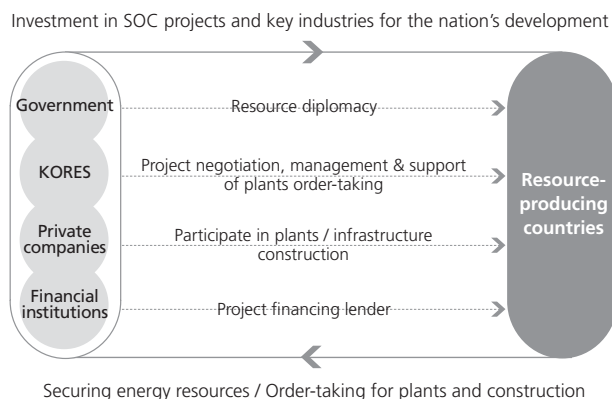 Investment in SOC projects and key industries for the nation's development
Government
Resource diplomacy
KORES
Project negotiation, management & support
of plants order-taking
Private
companies
Participate in plants / infrastructure
construction
Financial
institutions
Project financing lender
Resource-
producing
countries
Securing energy resources / Order-taking for plants and construction